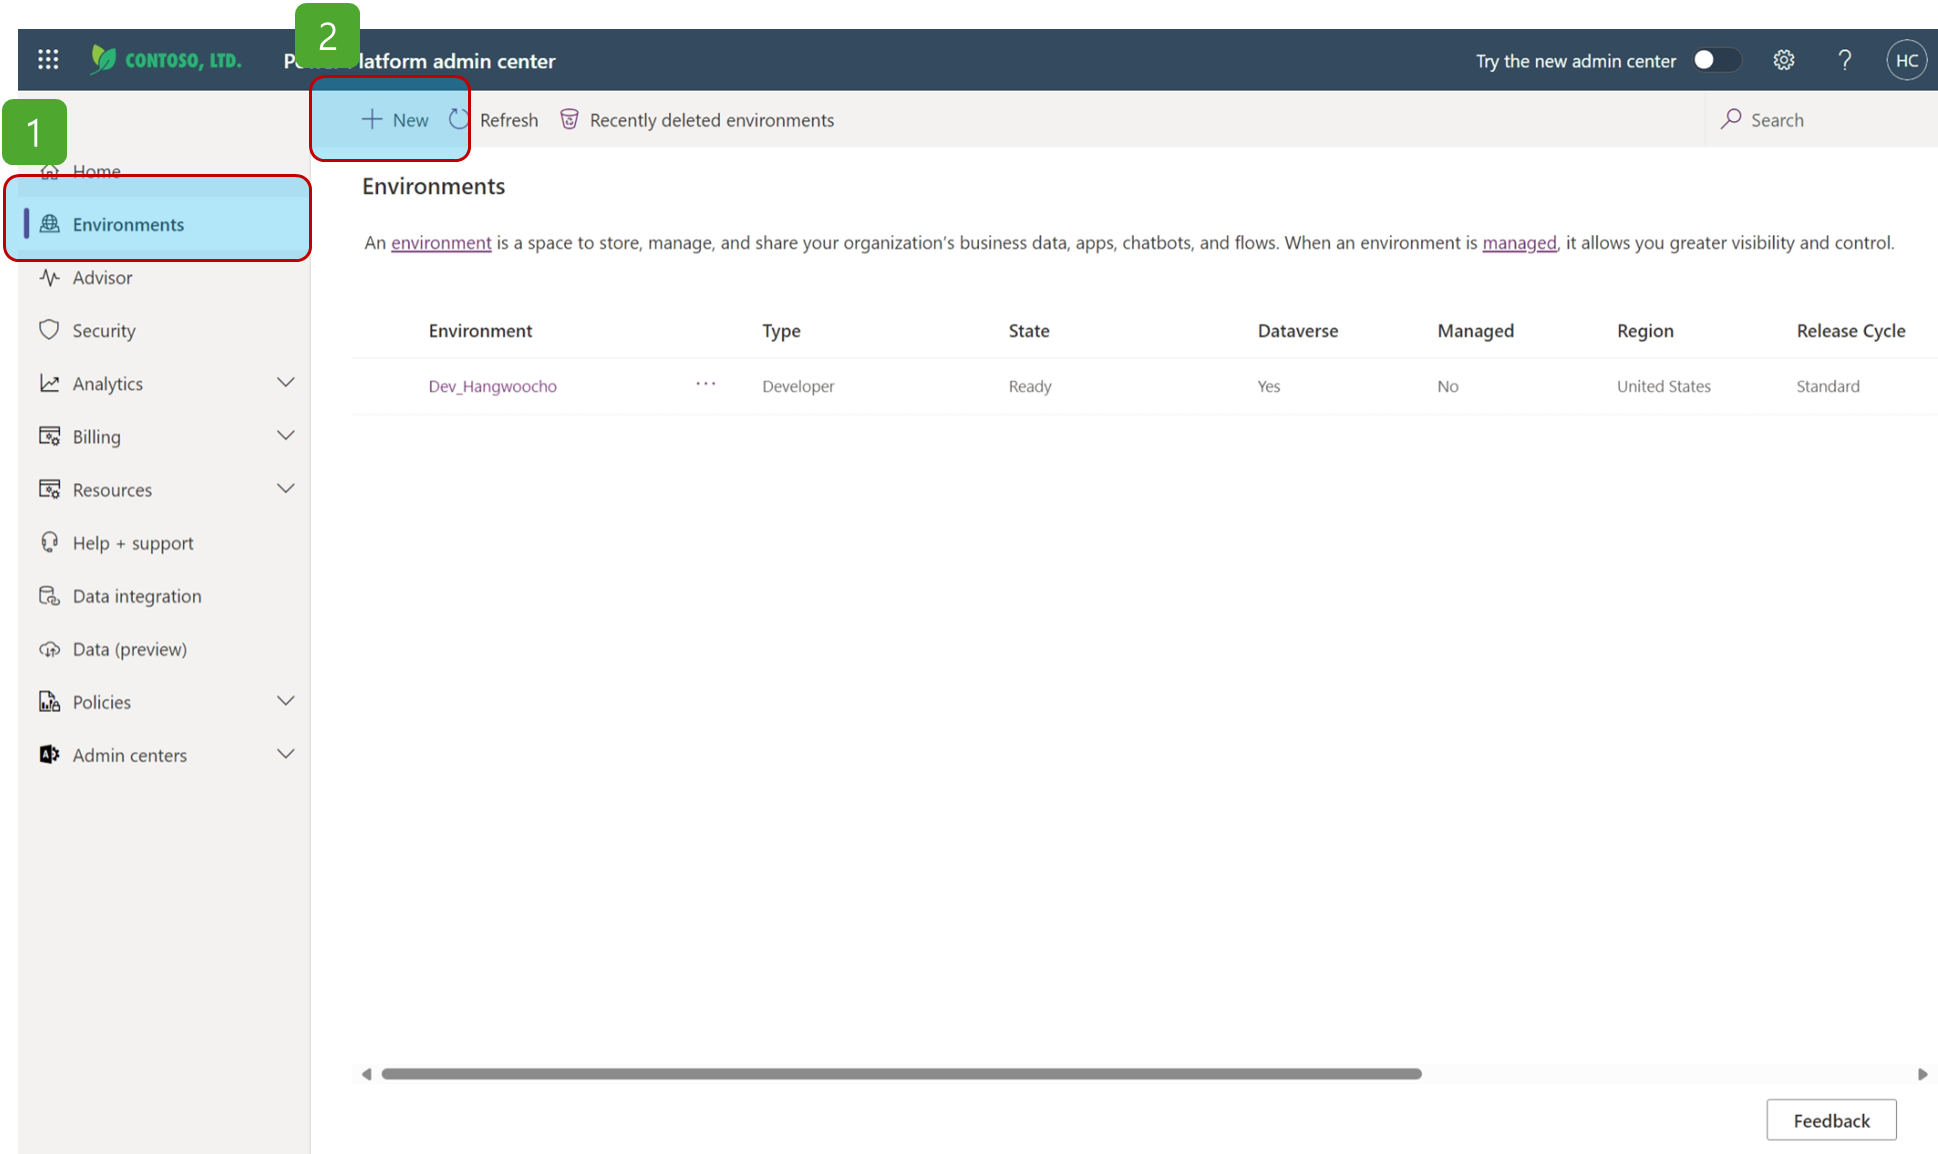 2
CONTOSO, LTD.
Platform admin center
Try the new admin center
?
HC
1
New
Refresh
Recently deleted environments
Search
Home
Environments
Advisor
Security
Analytics
Billing
Resources
Help + support
Data integration
Data (preview)
Policies
Admin centers
Environments
An environment is a space to store, manage, and share your organization's business data, apps, chatbots, and flows. When an environment is managed, it allows you greater visibility and control.
Environment Type State Dataverse Managed Region Release Cycle
Dev_Hangwoocho ... Developer Ready Yes No United States Standard
Feedback